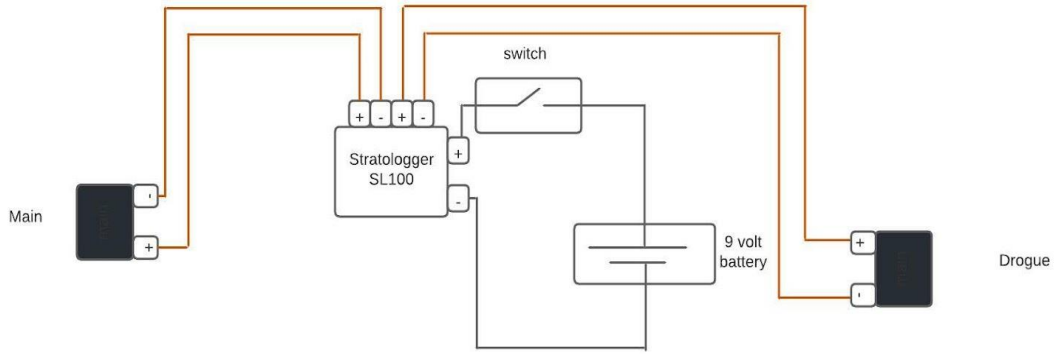 switch
+ - + -
Stratologger
SL100
+
-
Main
-
+
9 volt
battery
+
-
Drogue